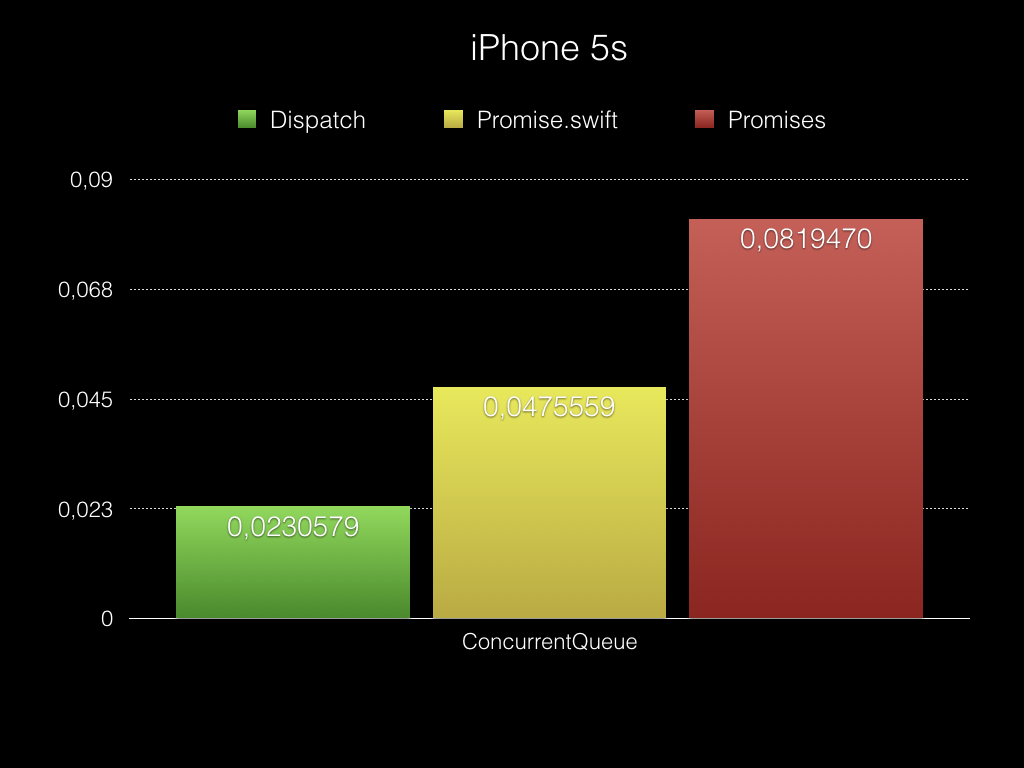 iPhone 5s
Dispatch Promise.swift Promises
0,09
0,0819470
0,068
0,045
0,0475559
0,023
0,0230579
0
ConcurrentQueue